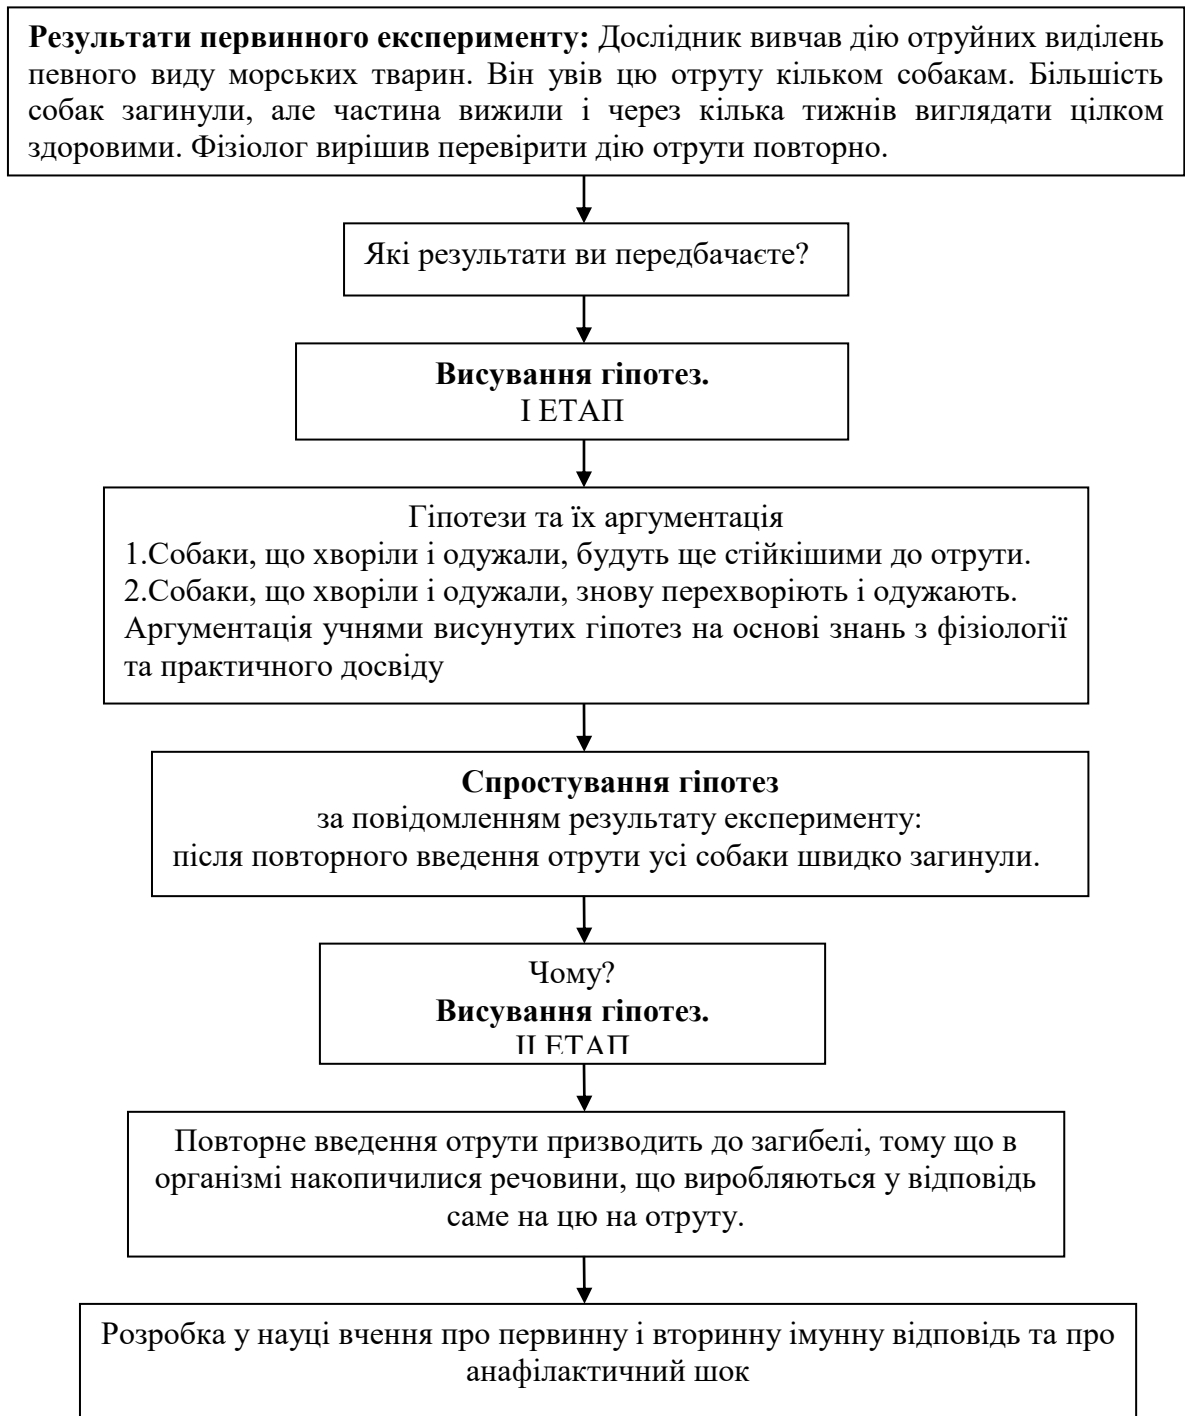 Результати первинного експерименту: Дослідник вивчав дію отруйних виділень
певного виду морських тварин. Він увів цю отруту кільком собакам. Більшість
собак загинули, але частина вижили і через кілька тижнів виглядати цілком
здоровими. Фізіолог вирішив перевірити дію отрути повторно.
Які результати ви передбачаєте?
Висування гіпотез.
І ЕТАП
Гіпотези та їх аргументація
1.Собаки, що хворіли і одужали, будуть ще стійкішими до отрути.
2.Собаки, що хворіли і одужали, знову перехворіють і одужають.
Аргументація учнями висунутих гіпотез на основі знань з фізіології
та практичного досвіду
Спростування гіпотез
за повідомленням результату експерименту:
після повторного введення отрути усі собаки швидко загинули.
Чому?
Висування гіпотез.
ІІ ЕТАП
Повторне введення отрути призводить до загибелі, тому що в
організмі накопичилися речовини, що виробляються у відповідь
саме на цю на отруту.
Розробка у науці вчення про первинну і вторинну імунну відповідь та про
анафілактичний шок